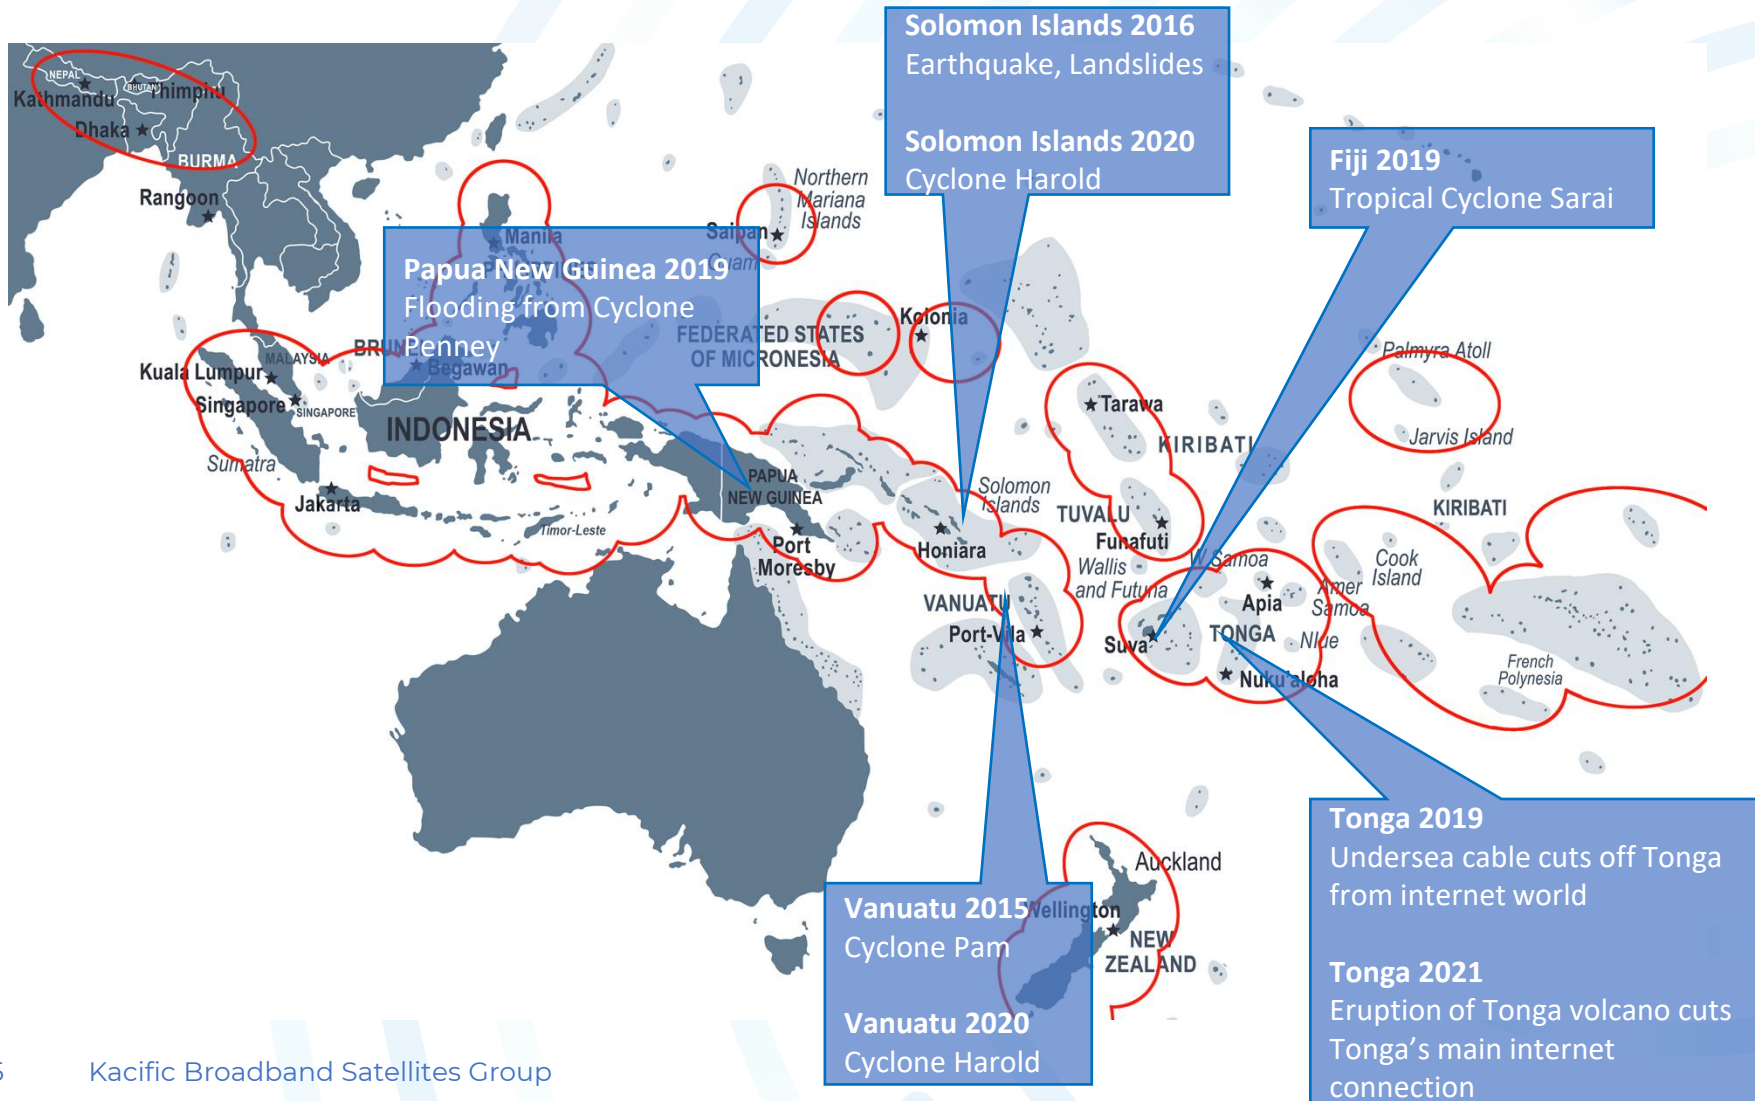 Solomon Islands 2016
Earthquake, Landslides
Solomon Islands 2020
Cyclone Harold
Fiji 2019
Tropical Cyclone Sarai
Papua New Guinea 2019
Flooding from Cyclone
Penney
Vanuatu 2015
Cyclone Pam
Vanuatu 2020
Cyclone Harold
Tonga 2019
Undersea cable cuts off Tonga
from internet world
Tonga 2021
Eruption of Tonga volcano cuts
Tonga’s main internet
connection
NEPAL
Kathmandu
BHUTAN
Thimphu
Dhaka
BURMA
Rangoon
Manila
Northern
Mariana
Islands
Saipan
Guam
FEDERATED STATES
OF MICRONESIA
Kolonia
MALAYSIA
Kuala Lumpur
Begawan
Singapore
SINGAPORE
INDONESIA
Sumatra
Jakarta
Timor-Leste
PAPUA
NEW GUINEA
Port
Moresby
Solomon
Islands
Honiara
Tarawa
KIRIBATI
TUVALU
Funafuti
Wallis
and Futuna
W Samoa
Apia
Amer
Samoa
VANUATU
Port-Vila
Suva
TONGA
NIue
Nuku'aloha
Palmyra Atoll
Jarvis Island
KIRIBATI
Cook
Island
French
Polynesia
Auckland
Wellington
NEW
ZEALAND
5
Kacific Broadband Satellites Group